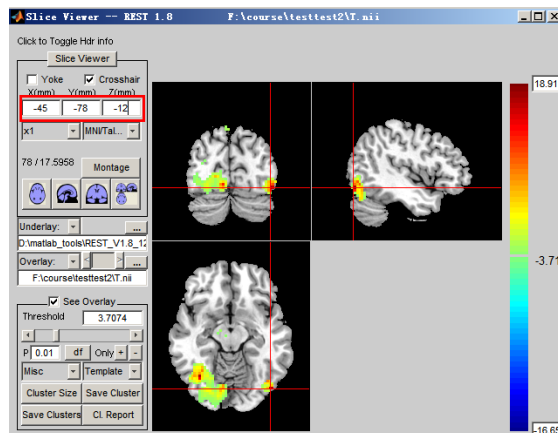 Slice Viewer -- REST 1.8 F:\course\testtest2\T.nii
Click to Toggle Hdr info
Slice Viewer
Yoke Crosshair
X(mm) Y(mm) Z(mm)
-45 -78 -12
x1 MNI/Tal...
78 / 17.5958 Montage
Underlay: ...
D:\matlab_tools\REST_V1.8_12
Overlay: < > ...
F:\course\testtest2\T.nii
See Overlay
Threshold 3.7074
P 0.01 df Only + -
Misc Template
Cluster Size Save Cluster
Save Clusters Cl. Report
18.91
-3.71
-16.65